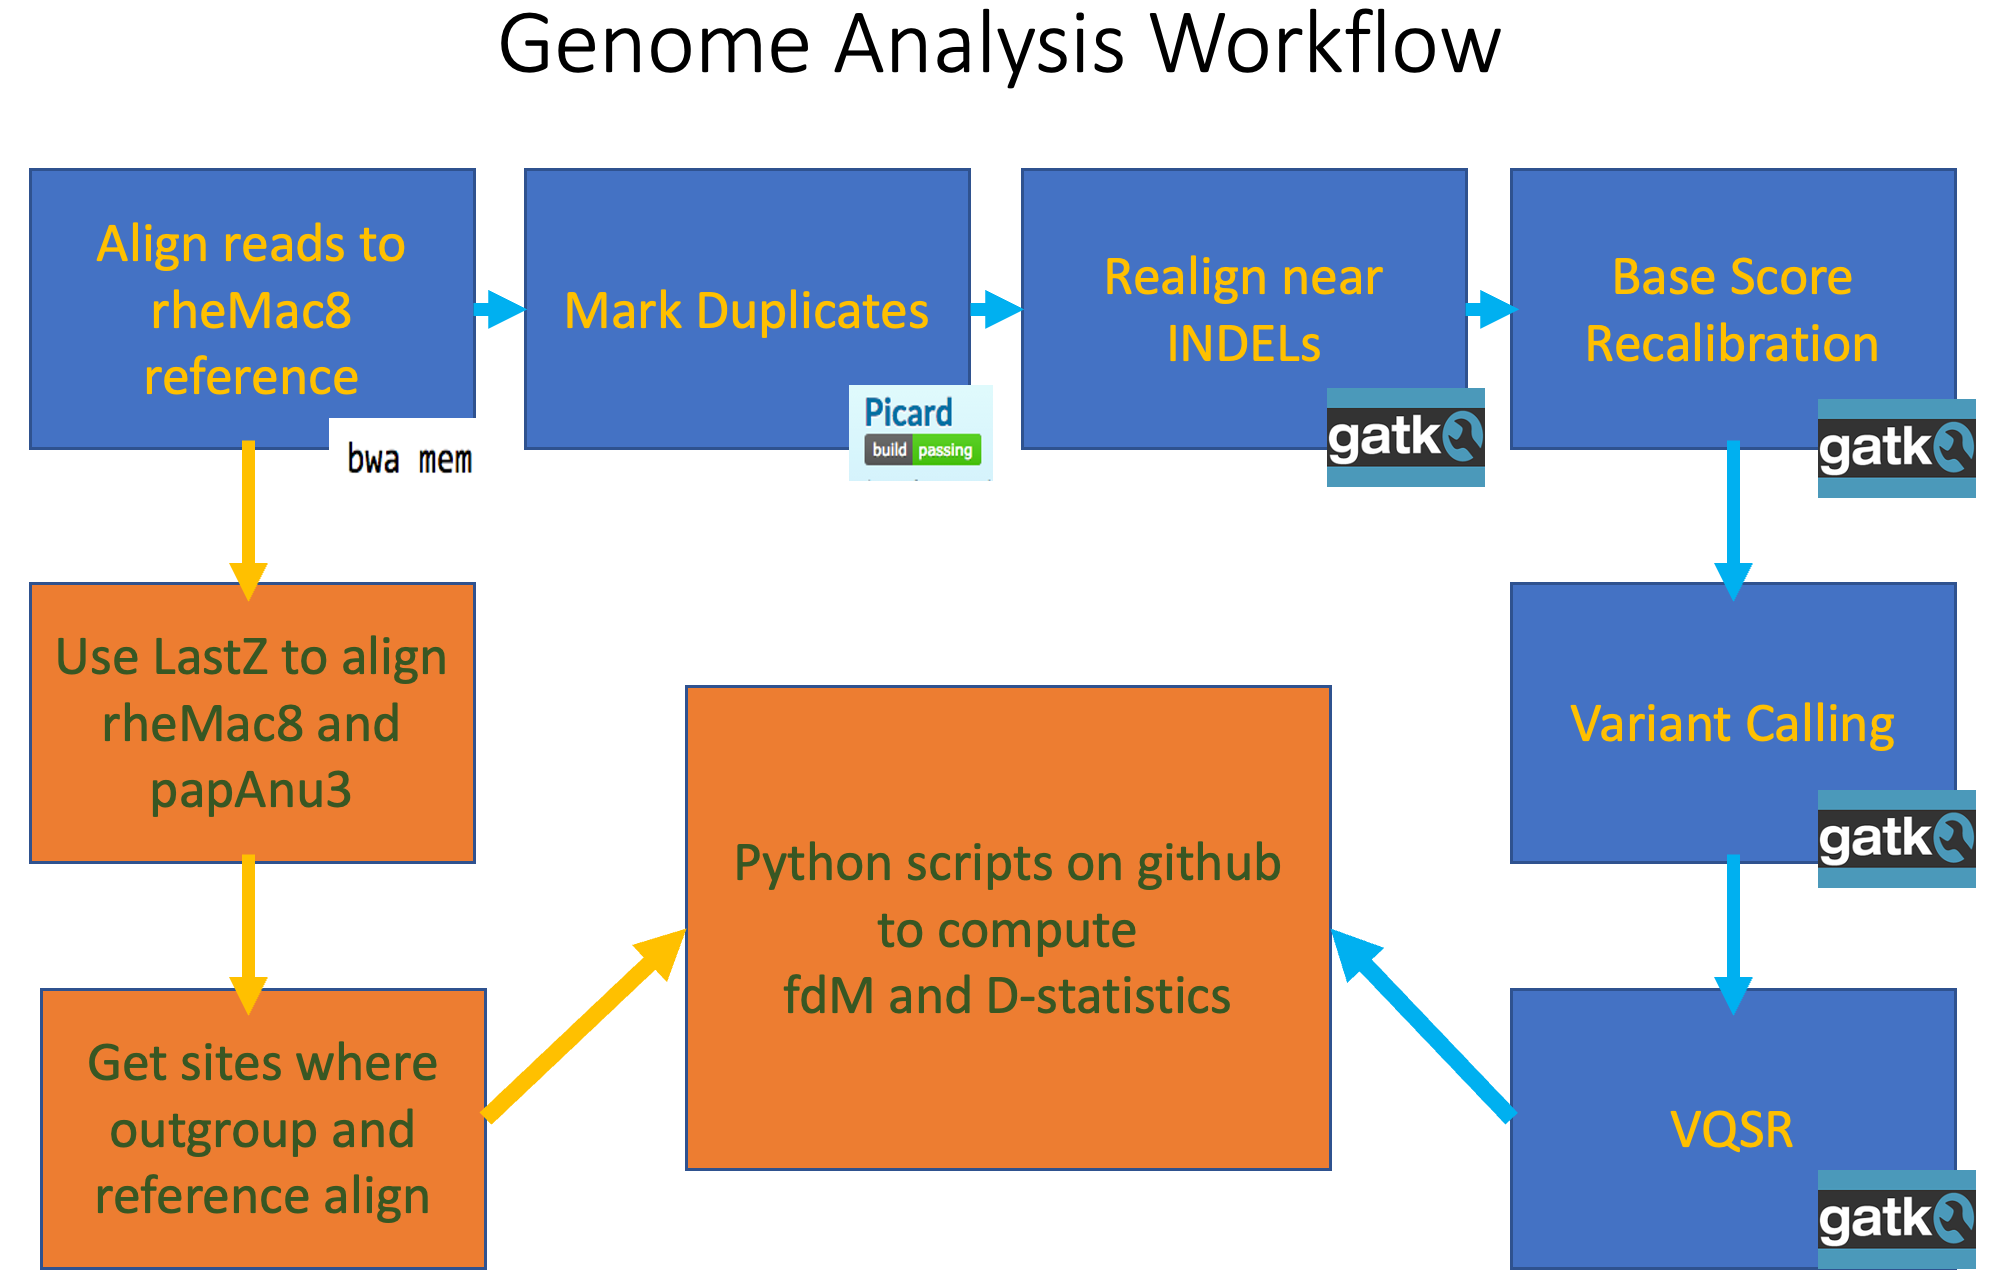 Genome Analysis Workflow
Align reads to
rheMac8
reference
bwa mem
Mark Duplicates
Picard
build passing
Realign near
INDELs
gatk
Base Score
Recalibration
gatk
Use LastZ to align
rheMac8 and
papAnu3
Variant Calling
gatk
Python scripts on github
to compute
fdM and D-statistics
Get sites where
outgroup and
reference align
VQSR
gatk